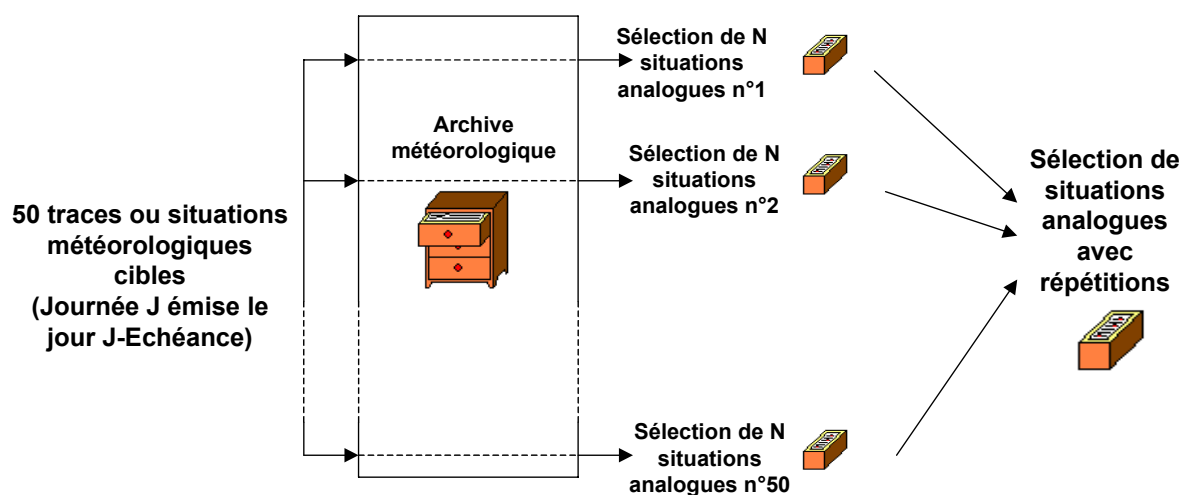 50 traces ou situations
météorologiques
cibles
(Journée J émise le
jour J-Echéance)
Archive
météorologique
Sélection de N
situations
analogues n°1
Sélection de N
situations
analogues n°2
Sélection de N
situations
analogues n°50
Sélection de
situations
analogues
avec
répétitions